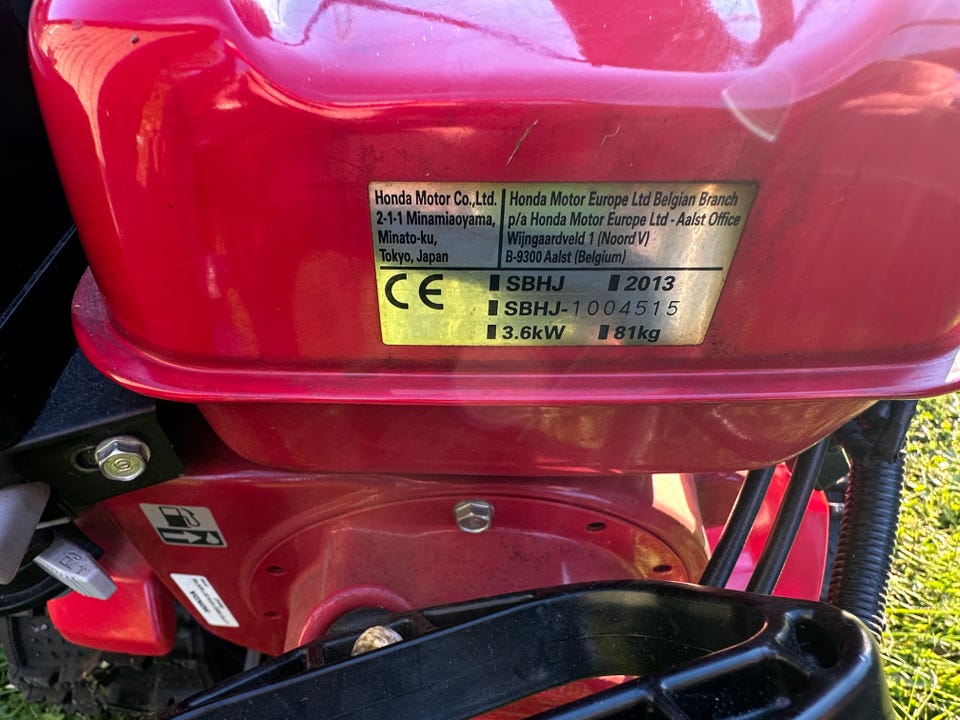 Honda Motor Co.,Ltd.
2-1-1 Minamiaoyama,
Minato-ku,
Tokyo, Japan
Honda Motor Europe Ltd Belgian Branch
p/a Honda Motor Europe Ltd - Aalst Office
Wijngaardveld 1 (Noord V)
B-9300 Aalst (Belgium)
CE
SBHJ 2013
SBHJ-1004515
3.6kW 81kg